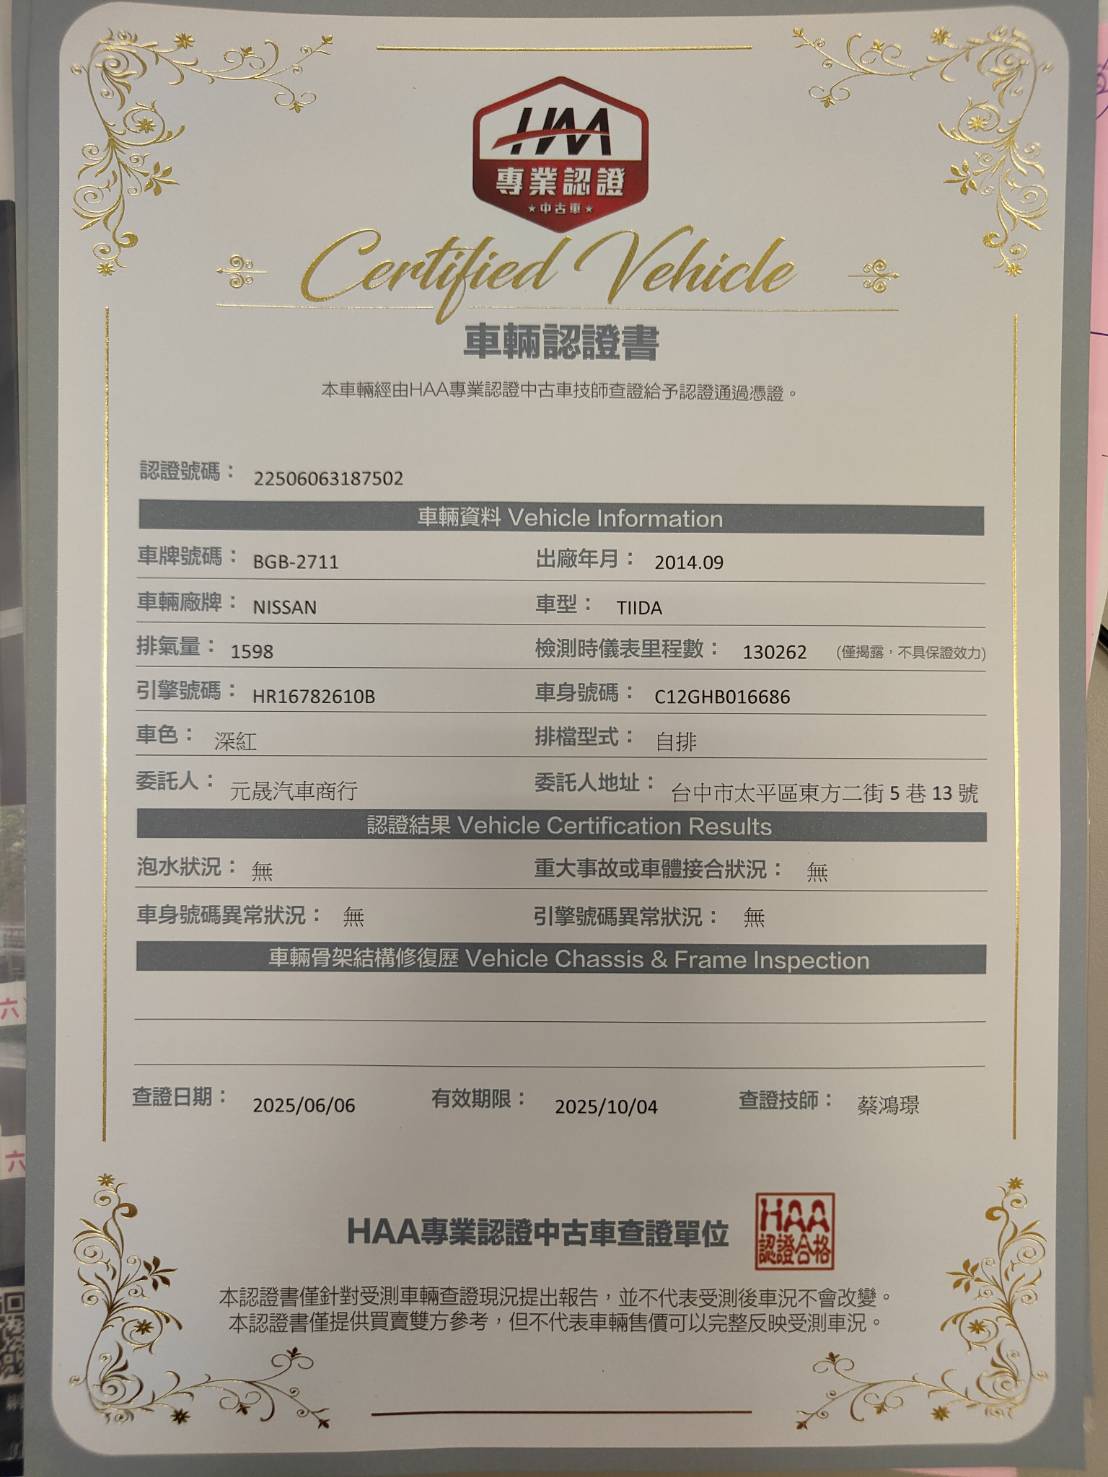 HAA
專業認證
★中古車★
Certified Vehicle
車輛認證書
本車輛經由HAA專業認證中古車技師查證給予認證通過憑證。
認證號碼： 22506063187502
車輛資料 Vehicle Information
車牌號碼： BGB-2711 出廠年月： 2014.09
車輛廠牌： NISSAN 車型： TIIDA
排氣量： 1598 檢測時儀表里程數： 130262 (僅揭露，不具保證效力)
引擎號碼： HR16782610B 車身號碼： C12GHB016686
車色： 深紅 排檔型式： 自排
委託人： 元晟汽車商行 委託人地址： 台中市太平區東方二街 5 巷 13 號
認證結果 Vehicle Certification Results
泡水狀況： 無 重大事故或車體接合狀況： 無
車身號碼異常狀況： 無 引擎號碼異常狀況： 無
車輛骨架結構修復歷 Vehicle Chassis & Frame Inspection
查證日期： 2025/06/06 有效期限： 2025/10/04 查證技師： 蔡鴻璟
HAA專業認證中古車查證單位
HAA
認證合格
本認證書僅針對受測車輛查證現況提出報告，並不代表受測後車況不會改變。
本認證書僅提供買賣雙方參考，但不代表車輛售價可以完整反映受測車況。
六
六